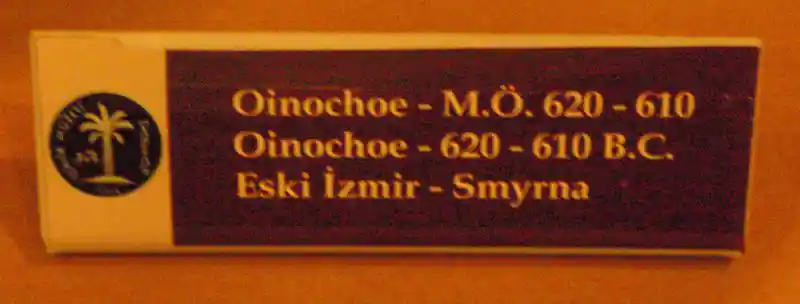 Oinochoe - M.Ö. 620 - 610
Oinochoe - 620 - 610 B.C.
Eski İzmir - Smyrna